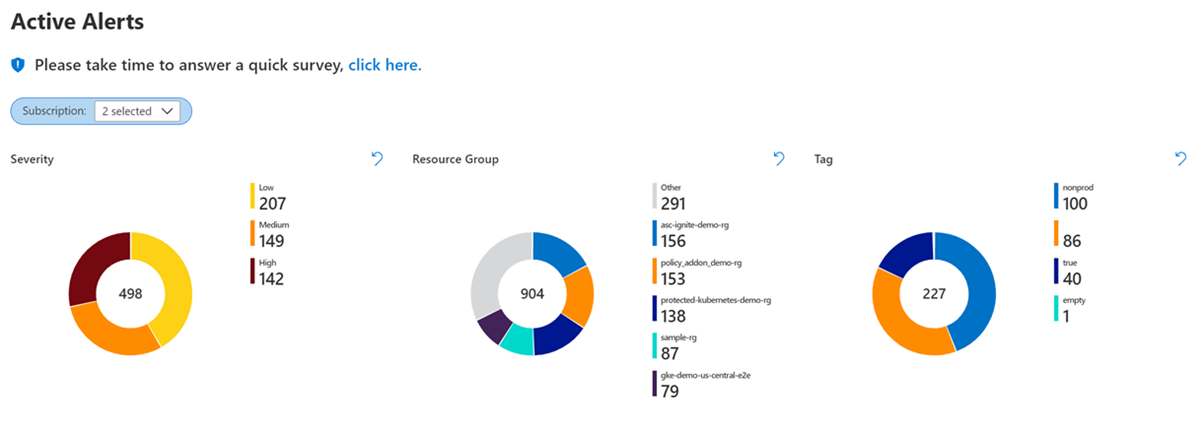 Active Alerts
Please take time to answer a quick survey, click here.
Subscription: 2 selected
Severity
Low
207
Medium
149
High
142
498
Resource Group
Other
291
asc-ignite-demo-rg
156
policy_addon_demo-rg
153
protected-kubernetes-demo-rg
138
sample-rg
87
gke-demo-us-central-e2e
79
904
Tag
nonprod
100
86
true
40
empty
1
227